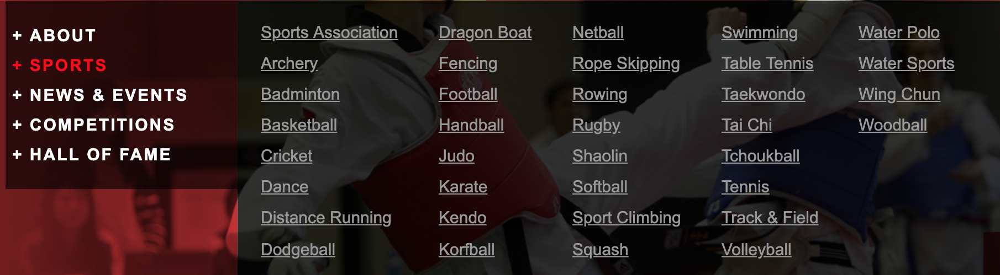 + ABOUT
+ SPORTS
+ NEWS & EVENTS
+ COMPETITIONS
+ HALL OF FAME
Sports Association
Archery
Badminton
Basketball
Cricket
Dance
Distance Running
Dodgeball
Dragon Boat
Fencing
Football
Handball
Judo
Karate
Kendo
Korfball
Netball
Rope Skipping
Rowing
Rugby
Shaolin
Softball
Sport Climbing
Squash
Swimming
Table Tennis
Taekwondo
Tai Chi
Tchoukball
Tennis
Track & Field
Volleyball
Water Polo
Water Sports
Wing Chun
Woodball